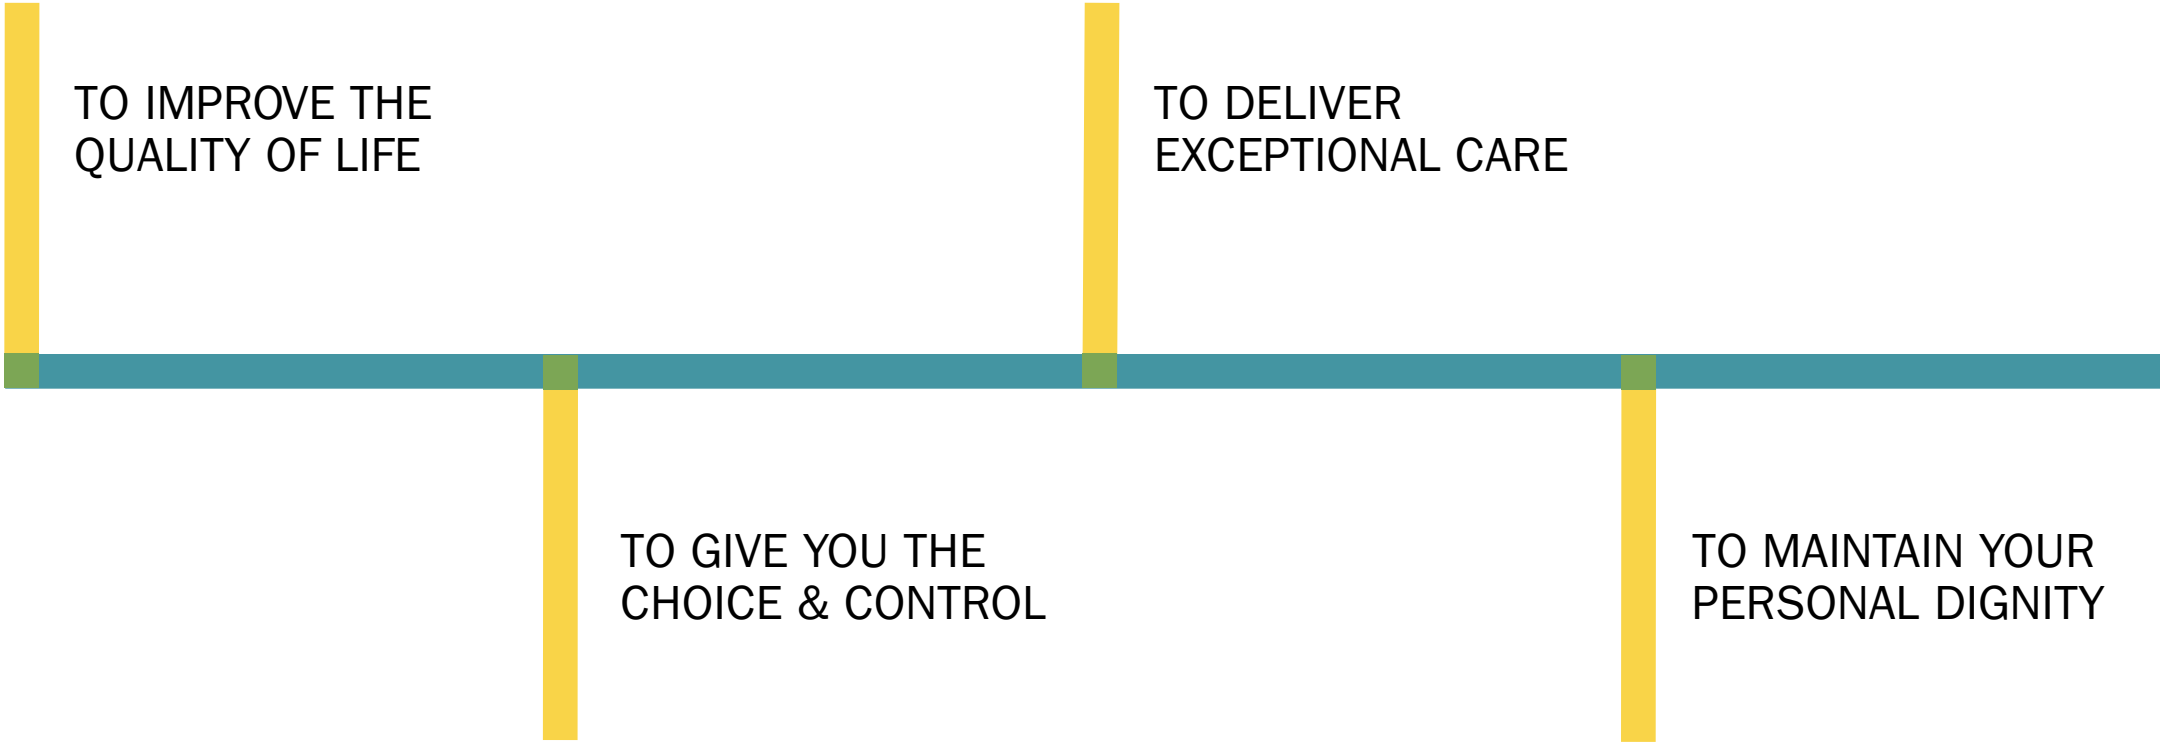 TO IMPROVE THE
QUALITY OF LIFE
TO GIVE YOU THE
CHOICE & CONTROL
TO DELIVER
EXCEPTIONAL CARE
TO MAINTAIN YOUR
PERSONAL DIGNITY